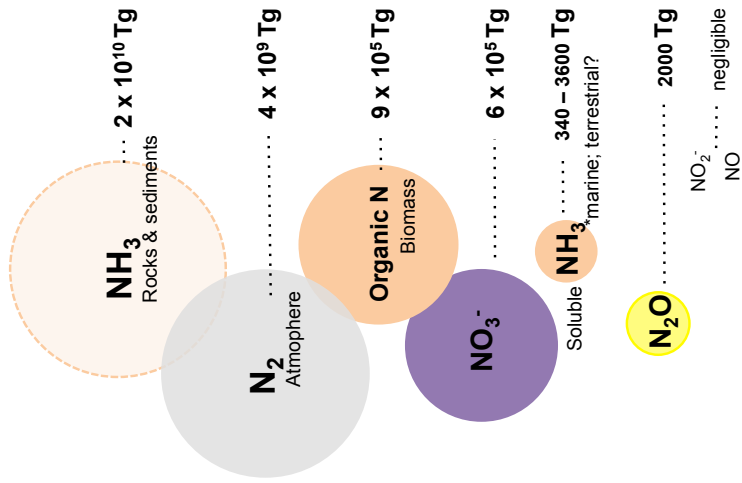 NH₃
Rocks & sediments
2 x 10¹⁰ Tg
N₂
Atmophere
4 x 10⁹ Tg
Organic N
Biomass
9 x 10⁵ Tg
NO₃⁻
6 x 10⁵ Tg
Soluble
NH₃
340 – 3600 Tg
*marine; terrestrial?
N₂O
2000 Tg
NO₂⁻
NO
negligible